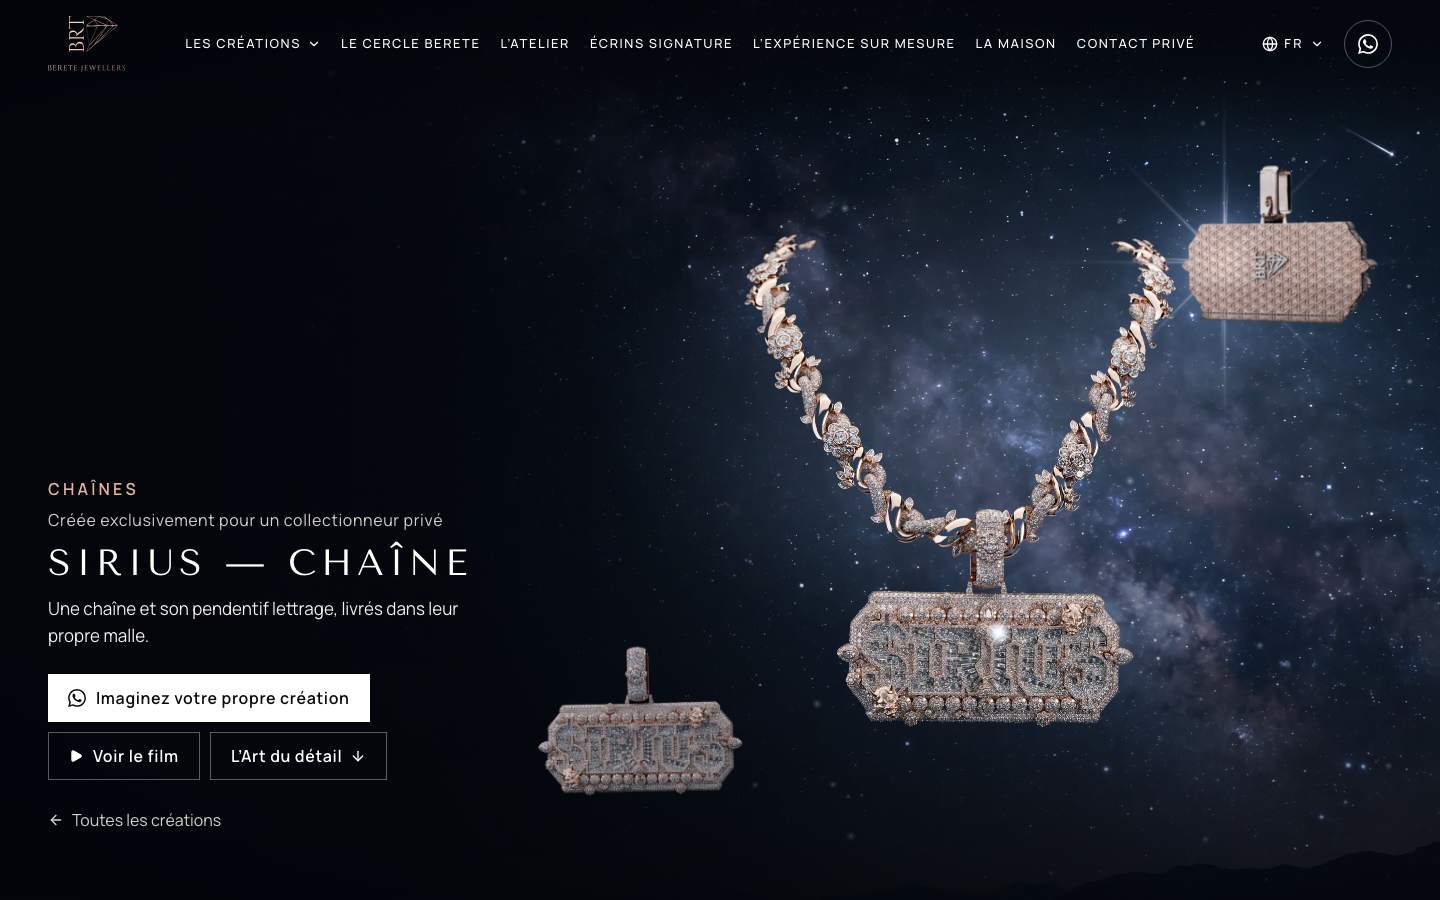 BRT
BERETE JEWELLERS
LES CRÉATIONS
LE CERCLE BERETE
L'ATELIER
ÉCRINS SIGNATURE
L'EXPÉRIENCE SUR MESURE
LA MAISON
CONTACT PRIVÉ
FR
BRT
CHAÎNES
Créée exclusivement pour un collectionneur privé
SIRIUS — CHAÎNE
Une chaîne et son pendentif lettrage, livrés dans leur
propre malle.
SIRIUS
Imaginez votre propre création
SIRIUS
Voir le film
L'Art du détail
Toutes les créations